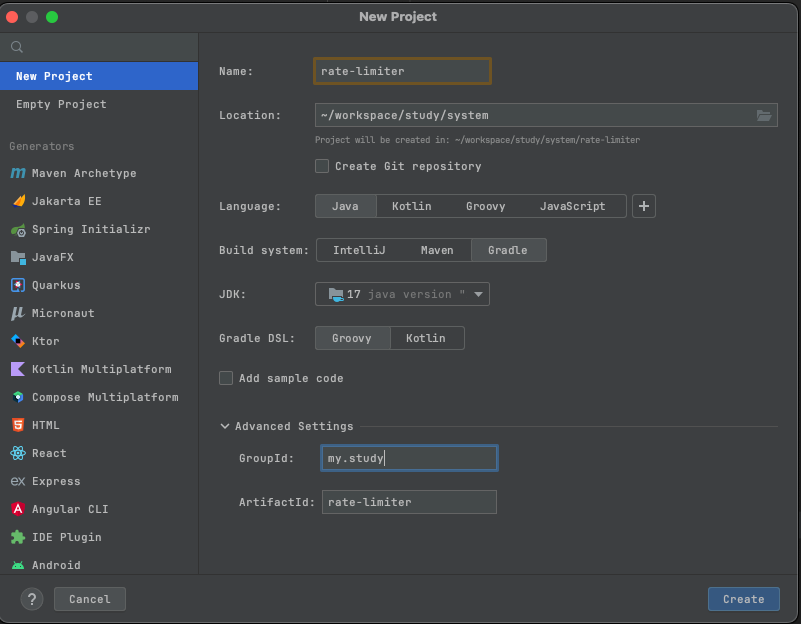 New Project
New Project
Empty Project
Generators
Maven Archetype
Jakarta EE
Spring Initializr
JavaFX
Quarkus
Micronaut
Ktor
Kotlin Multiplatform
Compose Multiplatform
HTML
React
Express
Angular CLI
IDE Plugin
Android
Name: rate-limiter
Location: ~/workspace/study/system
Project will be created in: ~/workspace/study/system/rate-limiter
Create Git repository
Language: Java Kotlin Groovy JavaScript +
Build system: IntelliJ Maven Gradle
JDK: 17 java version "
Gradle DSL: Groovy Kotlin
Add sample code
Advanced Settings
GroupId: my.study
ArtifactId: rate-limiter
? Cancel Create